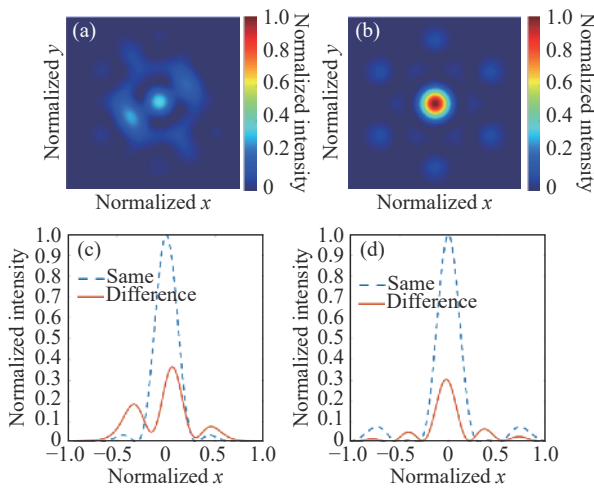 (a)
Normalized y
Normalized x
1.0
0.8
0.6
0.4
0.2
0
Normalized intensity
(b)
Normalized y
Normalized x
1.0
0.8
0.6
0.4
0.2
0
Normalized intensity
(c)
Normalized intensity
1.0
0.9
0.8
0.7
0.6
0.5
0.4
0.3
0.2
0.1
0
Same
Difference
−1.0 −0.5 0 0.5 1.0
Normalized x
(d)
Normalized intensity
1.0
0.9
0.8
0.7
0.6
0.5
0.4
0.3
0.2
0.1
0
Same
Difference
−1.0 −0.5 0 0.5 1.0
Normalized x